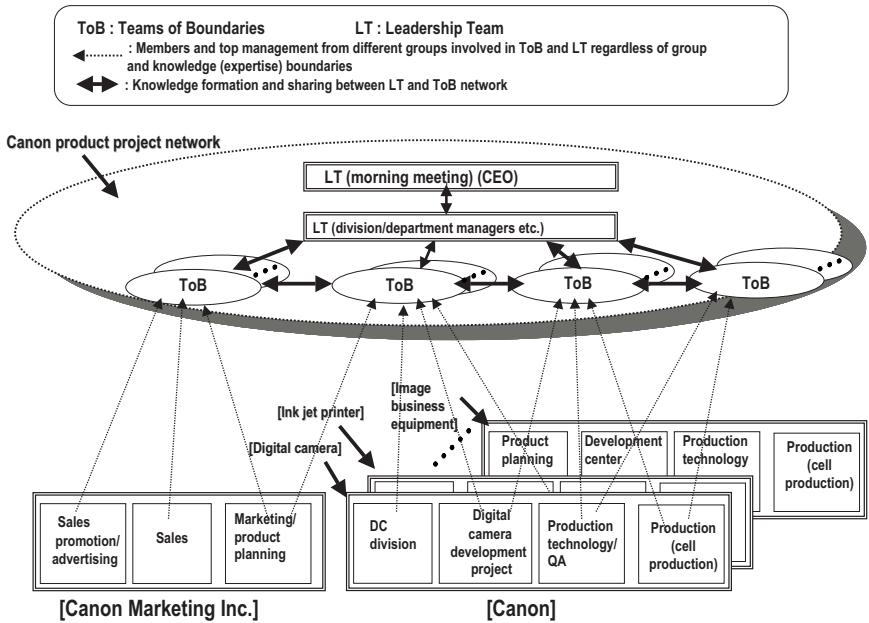 ToB : Teams of Boundaries LT : Leadership Team
: Members and top management from different groups involved in ToB and LT regardless of group
and knowledge (expertise) boundaries
: Knowledge formation and sharing between LT and ToB network
Canon product project network
LT (morning meeting) (CEO)
LT (division/department managers etc.)
ToB
ToB
ToB
ToB
[Image
business
equipment]
[Ink jet printer]
[Digital camera]
Product
planning
Development
center
Production
technology
Production
(cell
production)
Sales
promotion/
advertising
Sales
Marketing/
product
planning
DC
division
Digital
camera
development
project
Production
technology/
QA
Production
(cell
production)
[Canon Marketing Inc.]
[Canon]